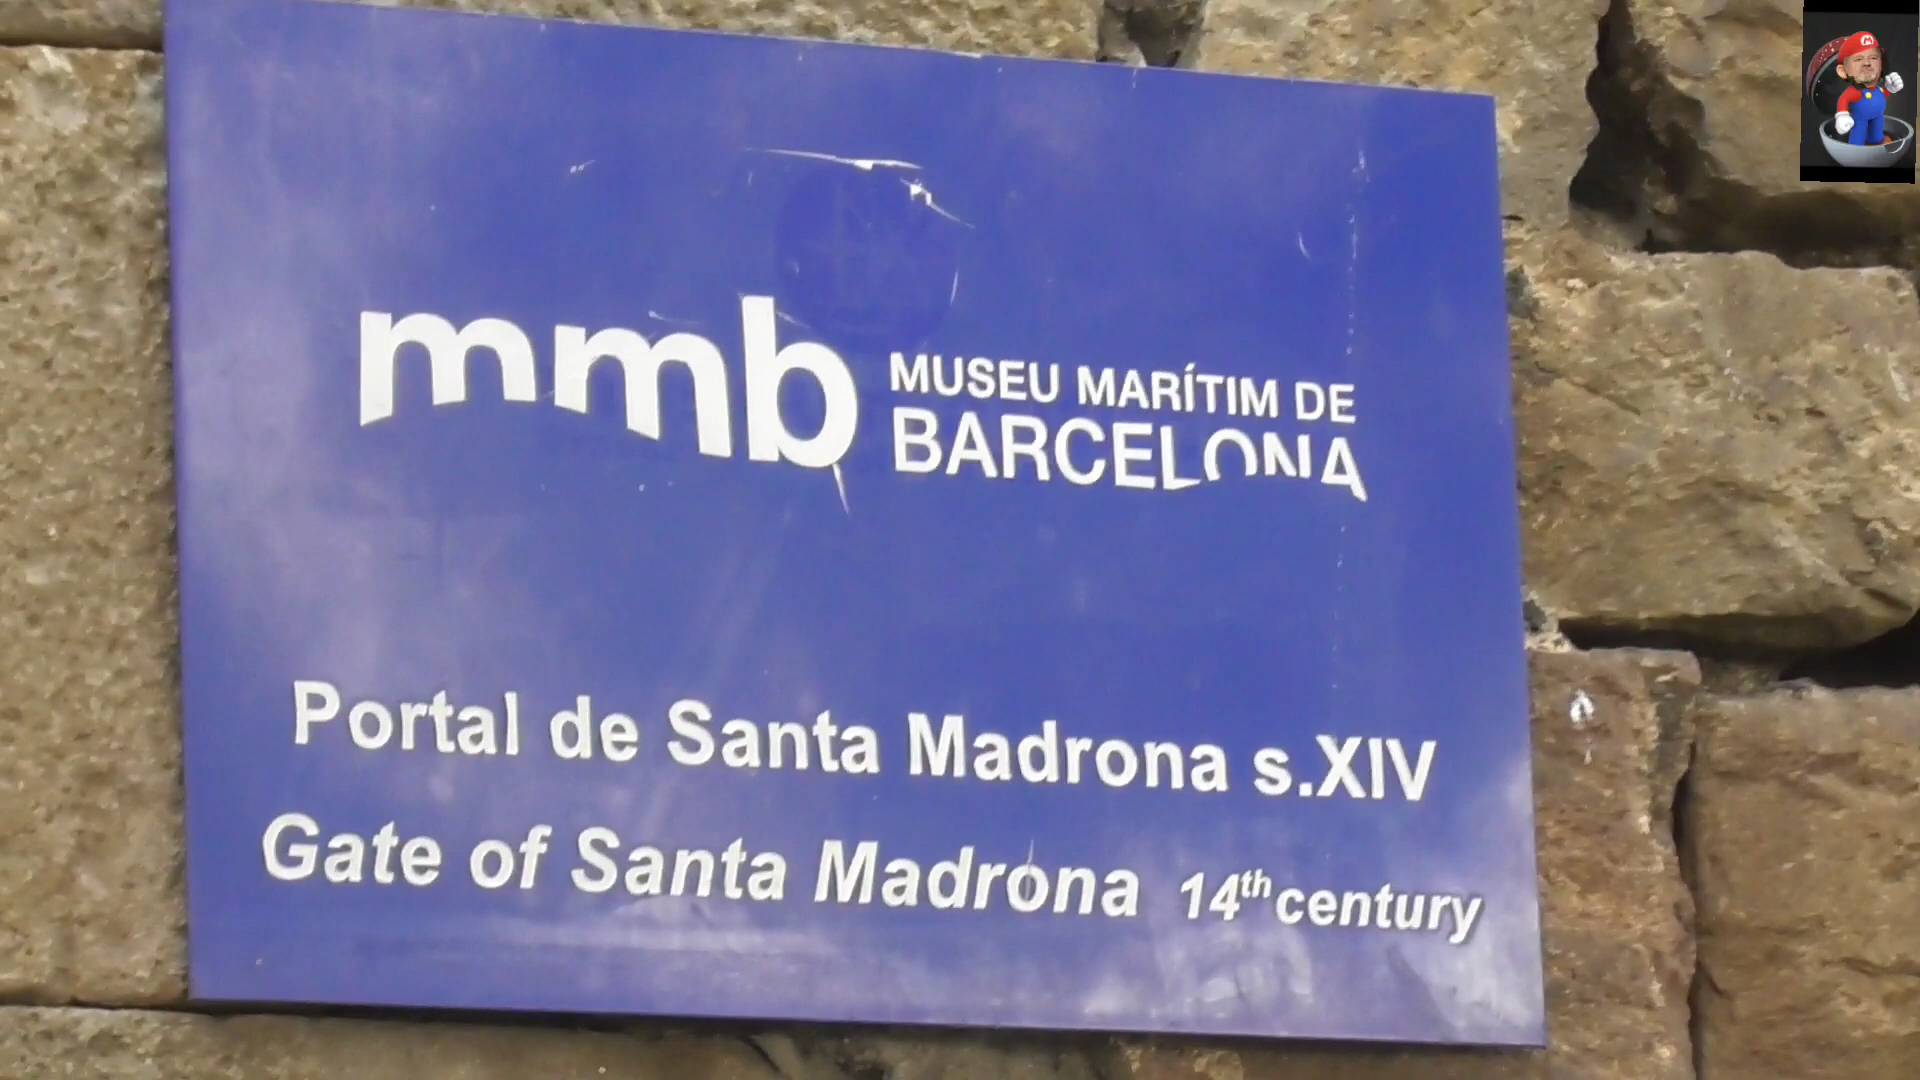 mmb
MUSEU MARÍTIM DE
BARCELONA
Portal de Santa Madrona s.XIV
Gate of Santa Madrona 14th century